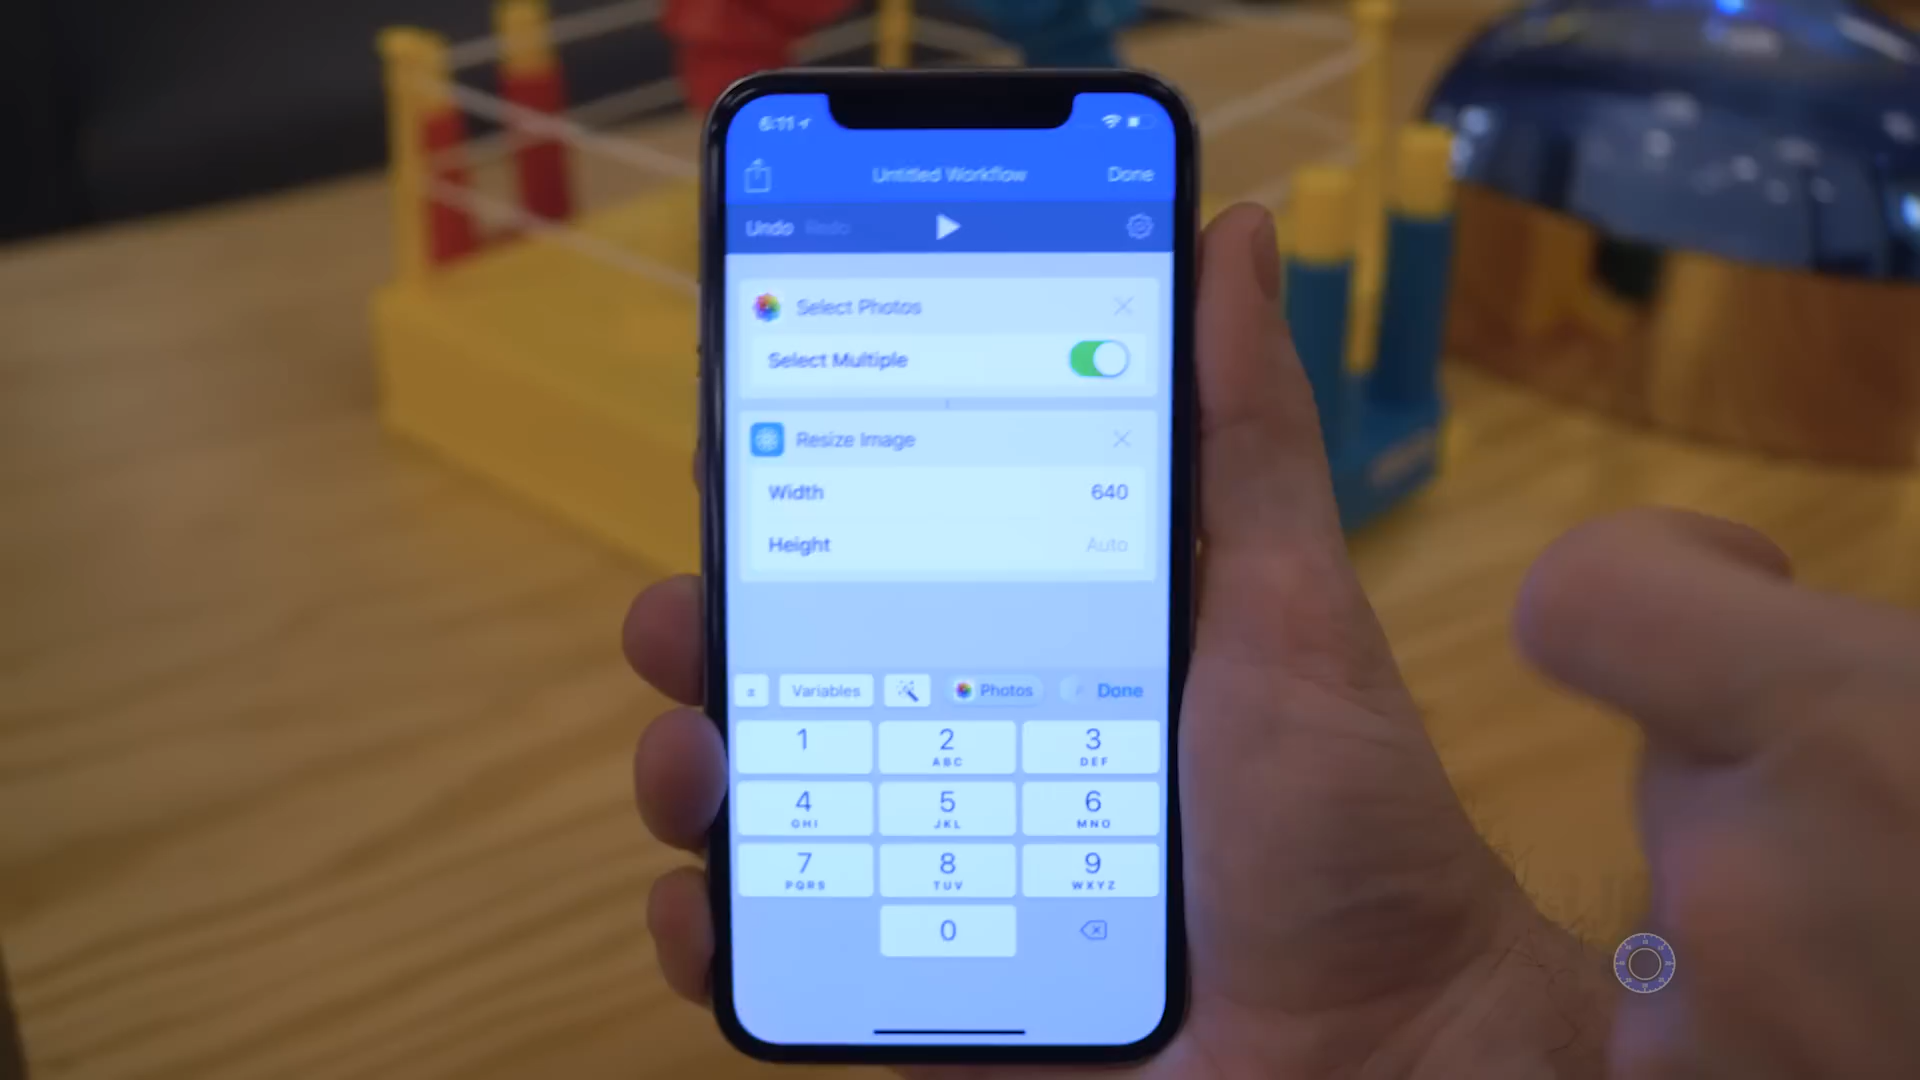 6:11
Untitled Workflow
Done
Undo Redo
Select Photos
Select Multiple
Resize Image
Width 640
Height Auto
Variables Photos Done
1
2
ABC
3
DEF
4
GHI
5
JKL
6
MNO
7
PQRS
8
TUV
9
WXYZ
0